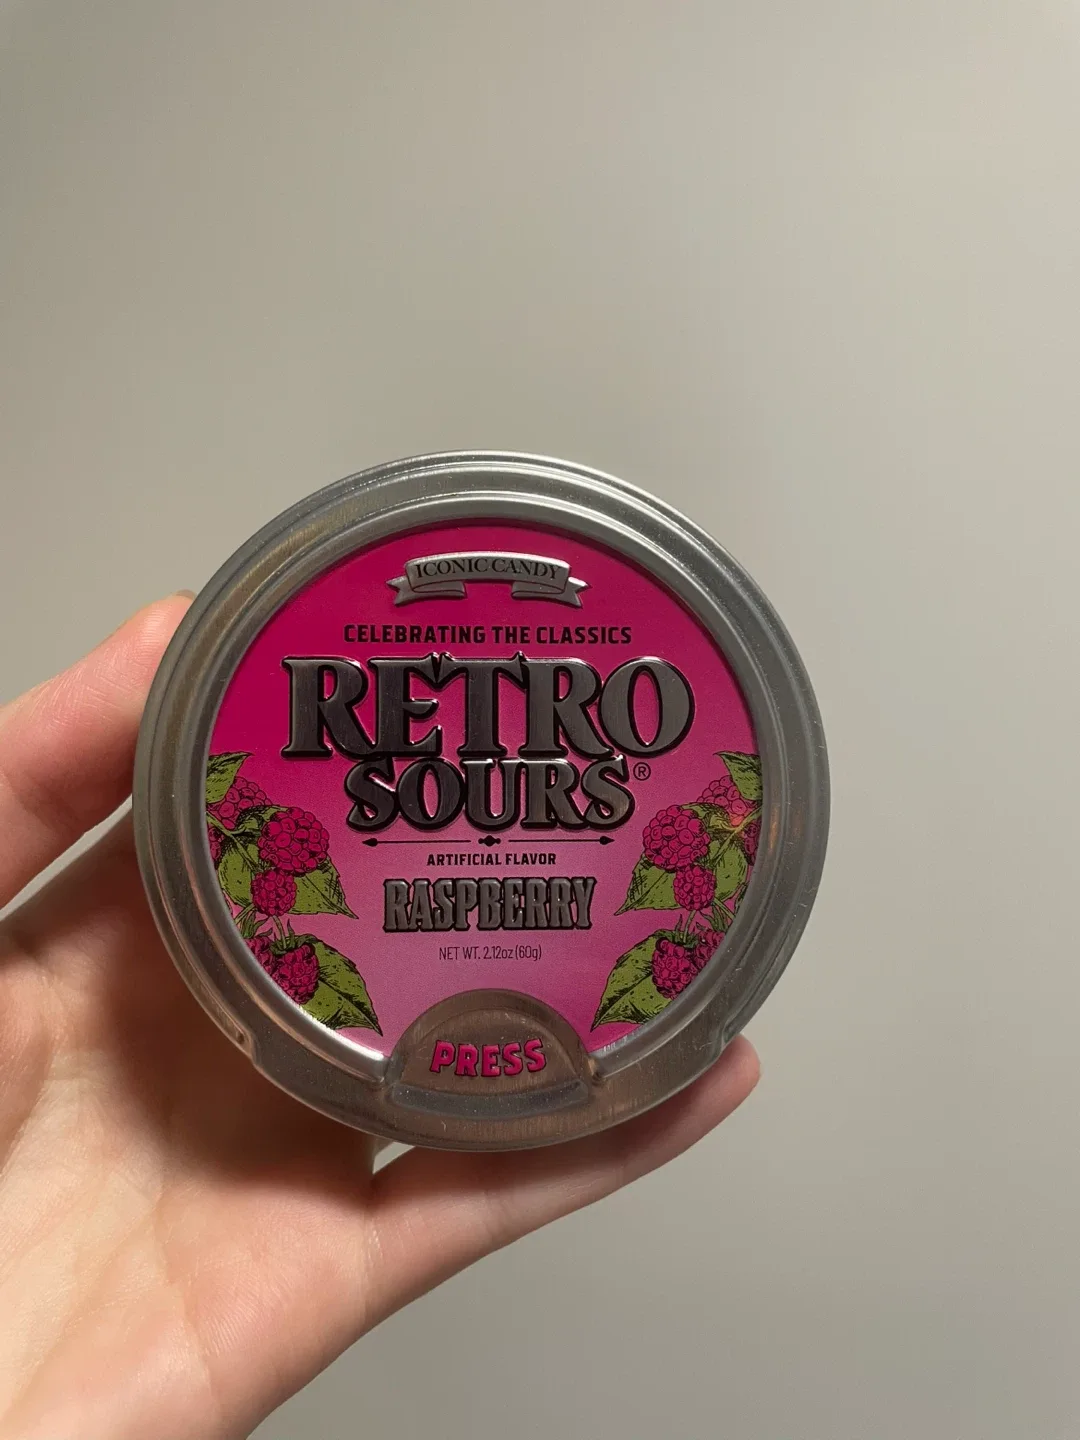 ICONIC CANDY
CELEBRATING THE CLASSICS
RETRO
SOURS®
ARTIFICIAL FLAVOR
RASPBERRY
NET WT. 2.12oz (60g)
PRESS